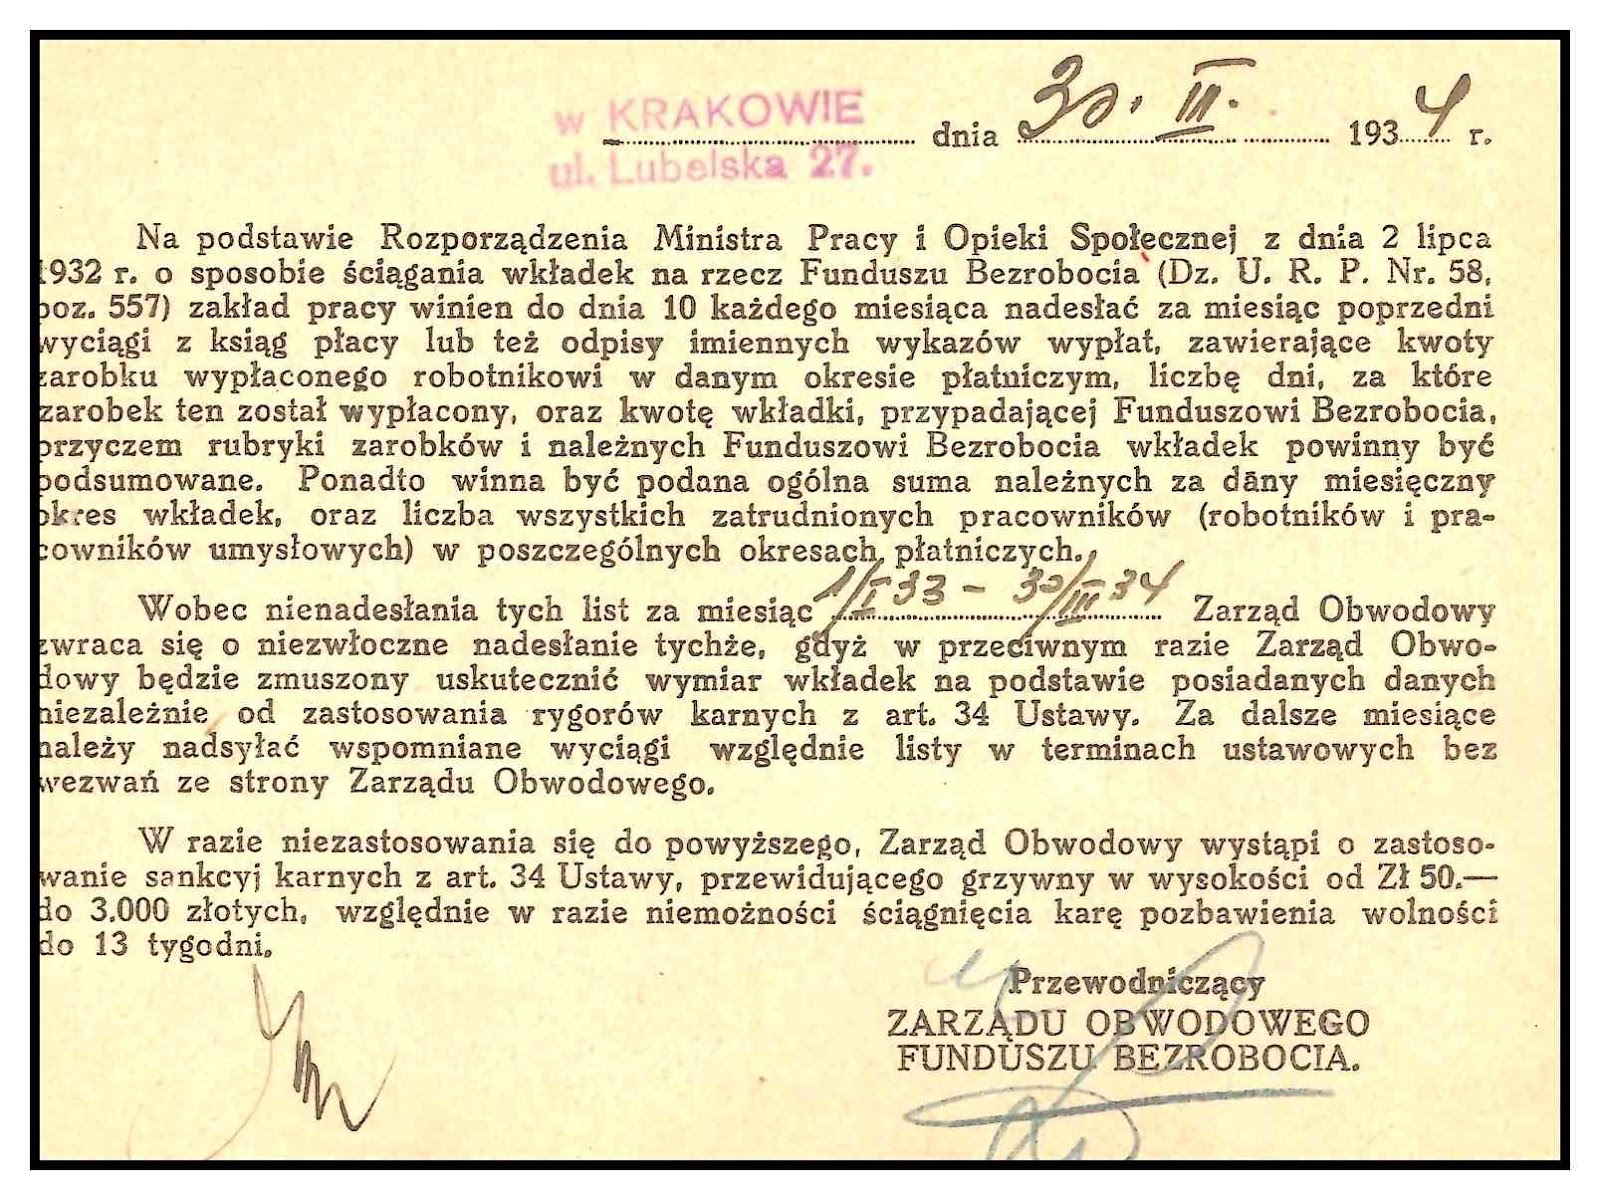 w KRAKOWIE dnia 30. III. 1934 r.
ul. Lubelska 27.
Na podstawie Rozporządzenia Ministra Pracy i Opieki Społecznej z dnia 2 lipca
1932 r. o sposobie ściągania wkładek na rzecz Funduszu Bezrobocia (Dz. U. R. P. Nr. 58,
poz. 557) zakład pracy winien do dnia 10 każdego miesiąca nadesłać za miesiąc poprzedni
wyciągi z ksiąg płacy lub też odpisy imiennych wykazów wypłat, zawierające kwoty
zarobku wypłaconego robotnikowi w danym okresie płatniczym, liczbę dni, za które
zarobek ten został wypłacony, oraz kwotę wkładki, przypadającej Funduszowi Bezrobocia,
przyczem rubryki zarobków i należnych Funduszowi Bezrobocia wkładek powinny być
podsumowane. Ponadto winna być podana ogólna suma należnych za dany miesięczny
okres wkładek, oraz liczba wszystkich zatrudnionych pracowników (robotników i pra-
cowników umysłowych) w poszczególnych okresach płatniczych.
Wobec nienadesłania tych list za miesiąc 1/I 33 - 30/III 34 Zarząd Obwodowy
zwraca się o niezwłoczne nadesłanie tychże, gdyż w przeciwnym razie Zarząd Obwo-
dowy będzie zmuszony uskutecznić wymiar wkładek na podstawie posiadanych danych
niezależnie od zastosowania rygorów karnych z art. 34 Ustawy. Za dalsze miesiące
należy nadsyłać wspomniane wyciągi względnie listy w terminach ustawowych bez
wezwań ze strony Zarządu Obwodowego.
W razie niezastosowania się do powyższego, Zarząd Obwodowy wystąpi o zastoso-
wanie sankcyj karnych z art. 34 Ustawy, przewidującego grzywny w wysokości od Zł 50.—
do 3.000 złotych, względnie w razie niemożności ściągnięcia karę pozbawienia wolności
do 13 tygodni.
Przewodniczący
ZARZĄDU OBWODOWEGO
FUNDUSZU BEZROBOCIA.